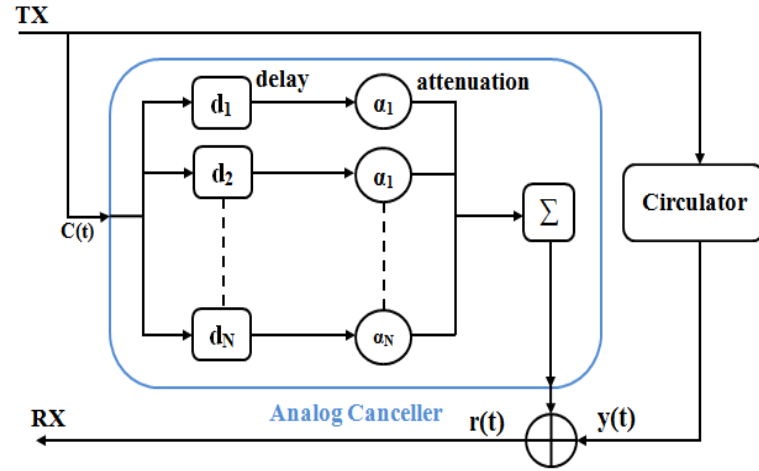 TX
delay
attenuation
d1
α1
d2
α1
C(t)
Σ
Circulator
dN
αN
Analog Canceller
RX
r(t)
y(t)